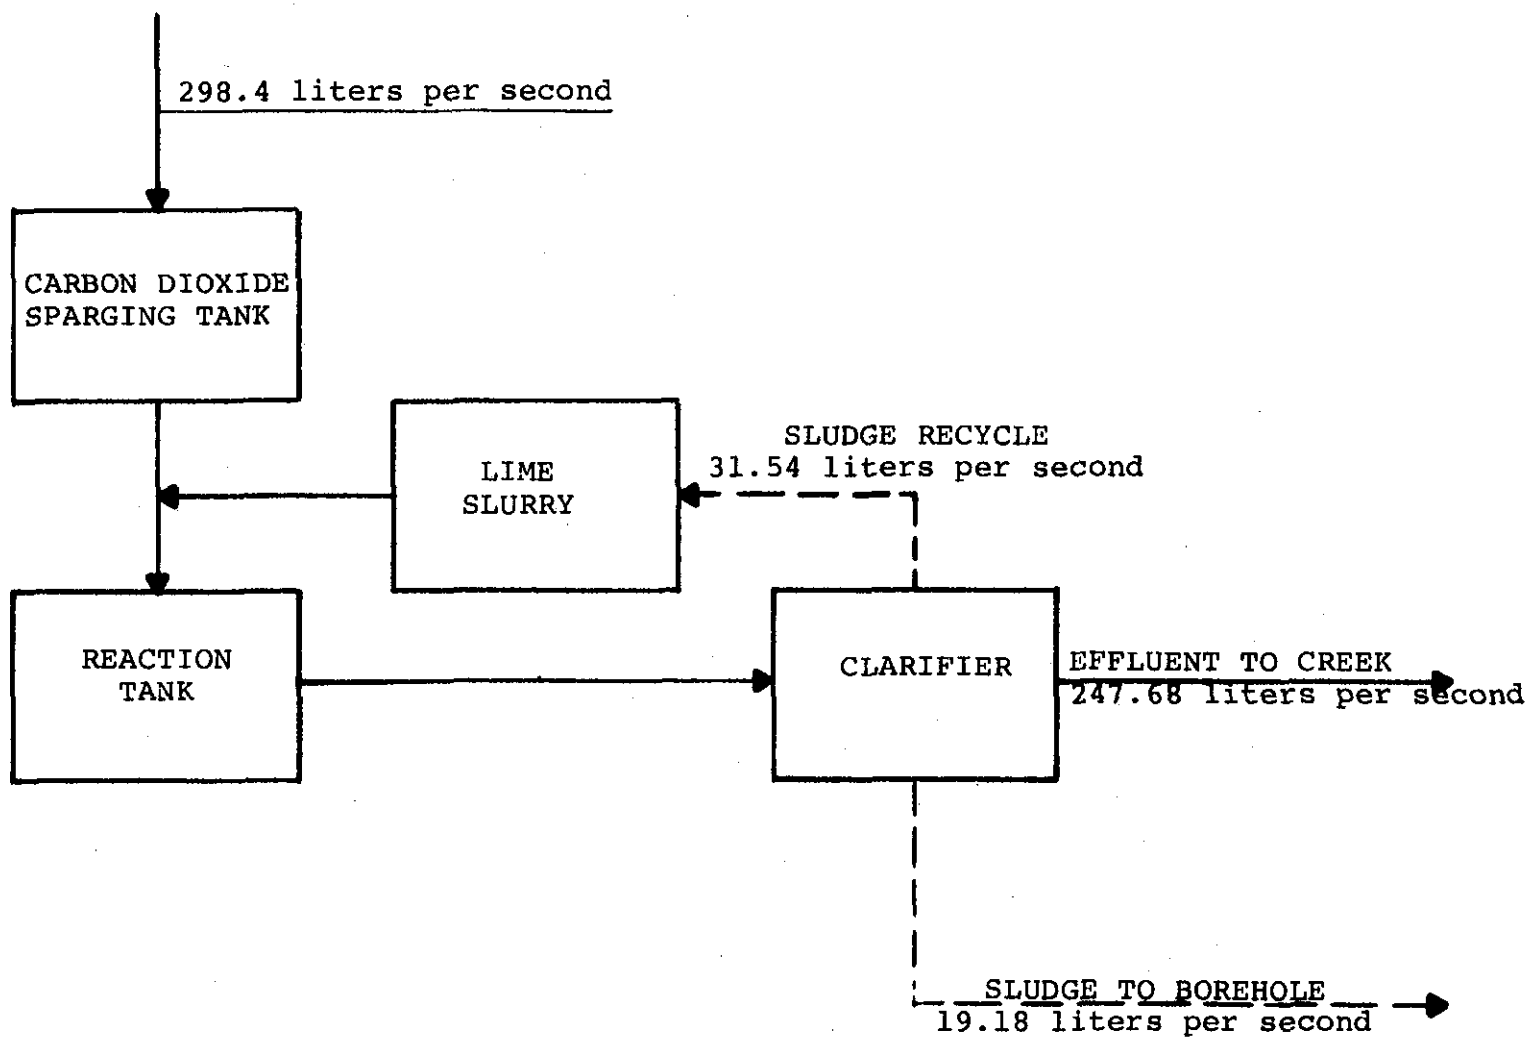 298.4 liters per second
CARBON DIOXIDE
SPARGING TANK
LIME
SLURRY
SLUDGE RECYCLE
31.54 liters per second
REACTION
TANK
CLARIFIER
EFFLUENT TO CREEK
247.68 liters per second
SLUDGE TO BOREHOLE
19.18 liters per second